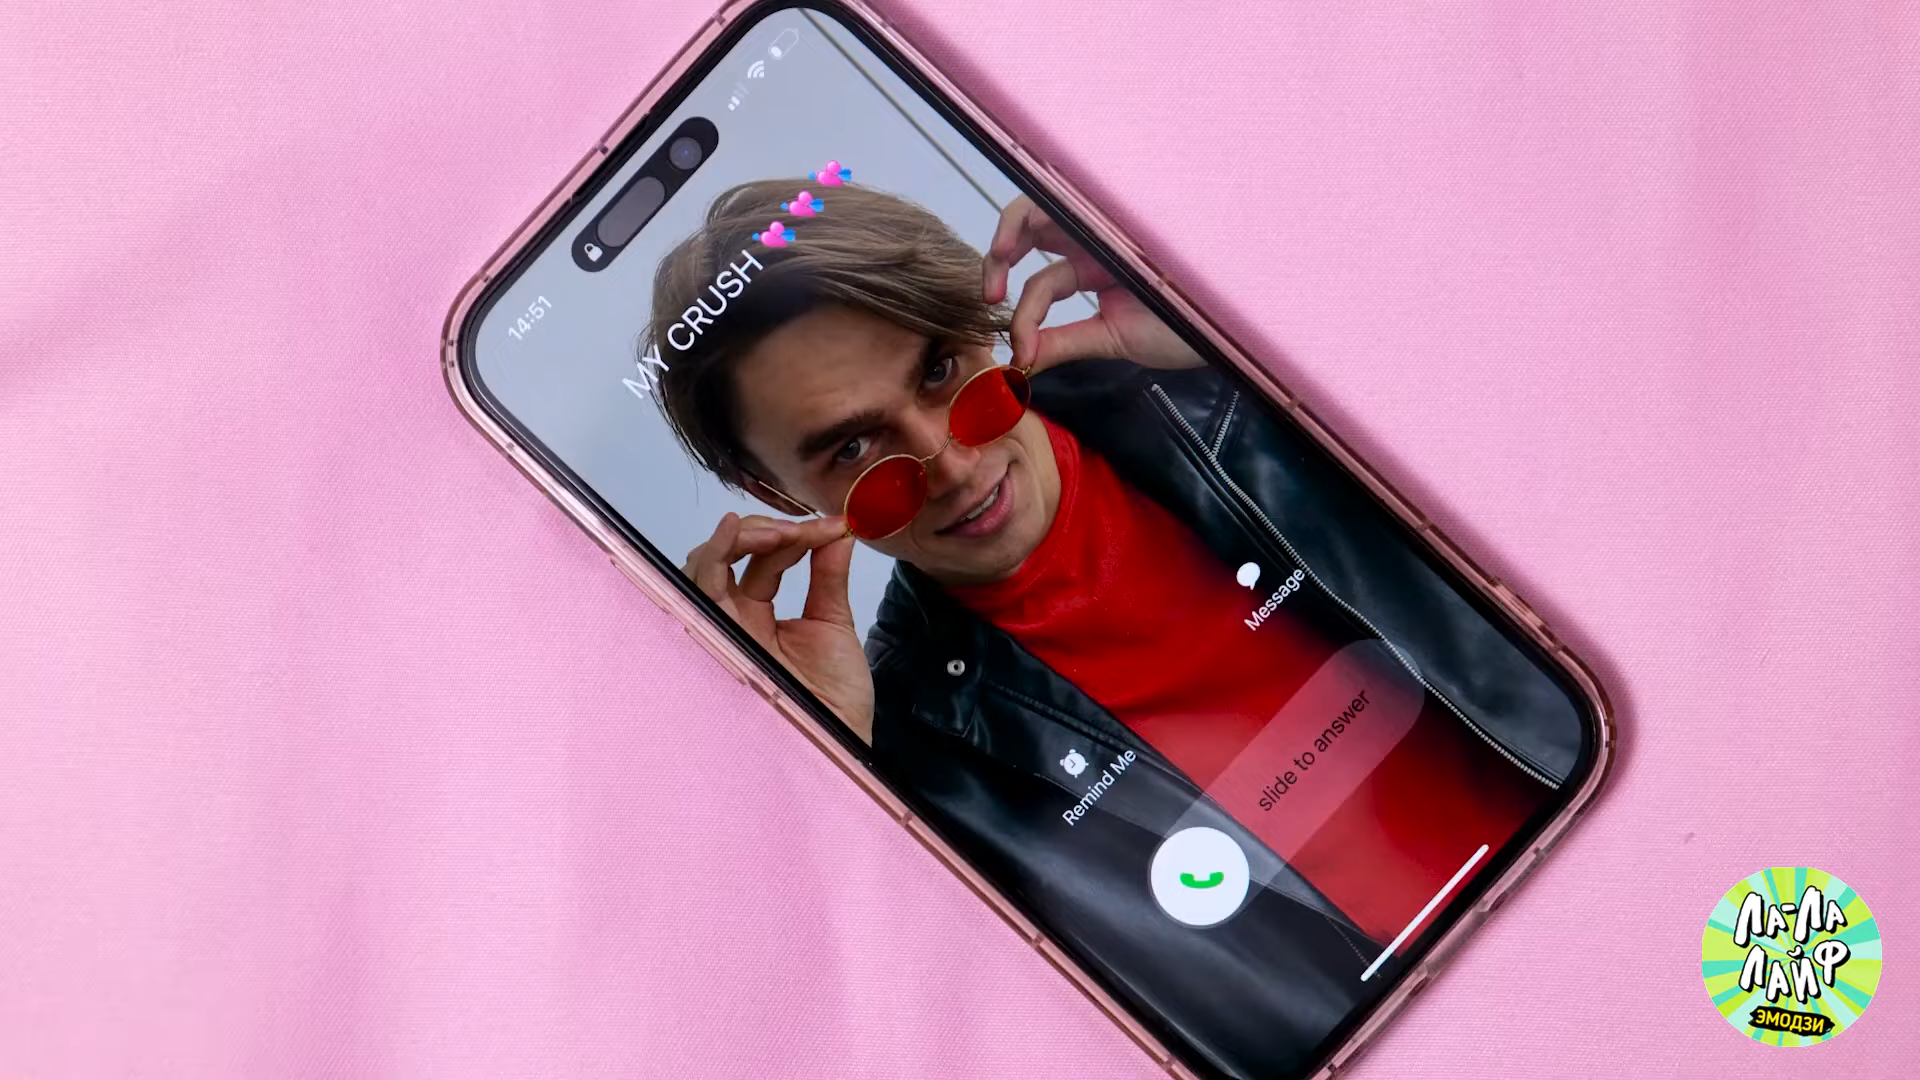 14:51
MY CRUSH 💘💘💘
Message
Remind Me
slide to answer
ЛА-ЛА
ЛАЙФ
ЭМОДЗИ